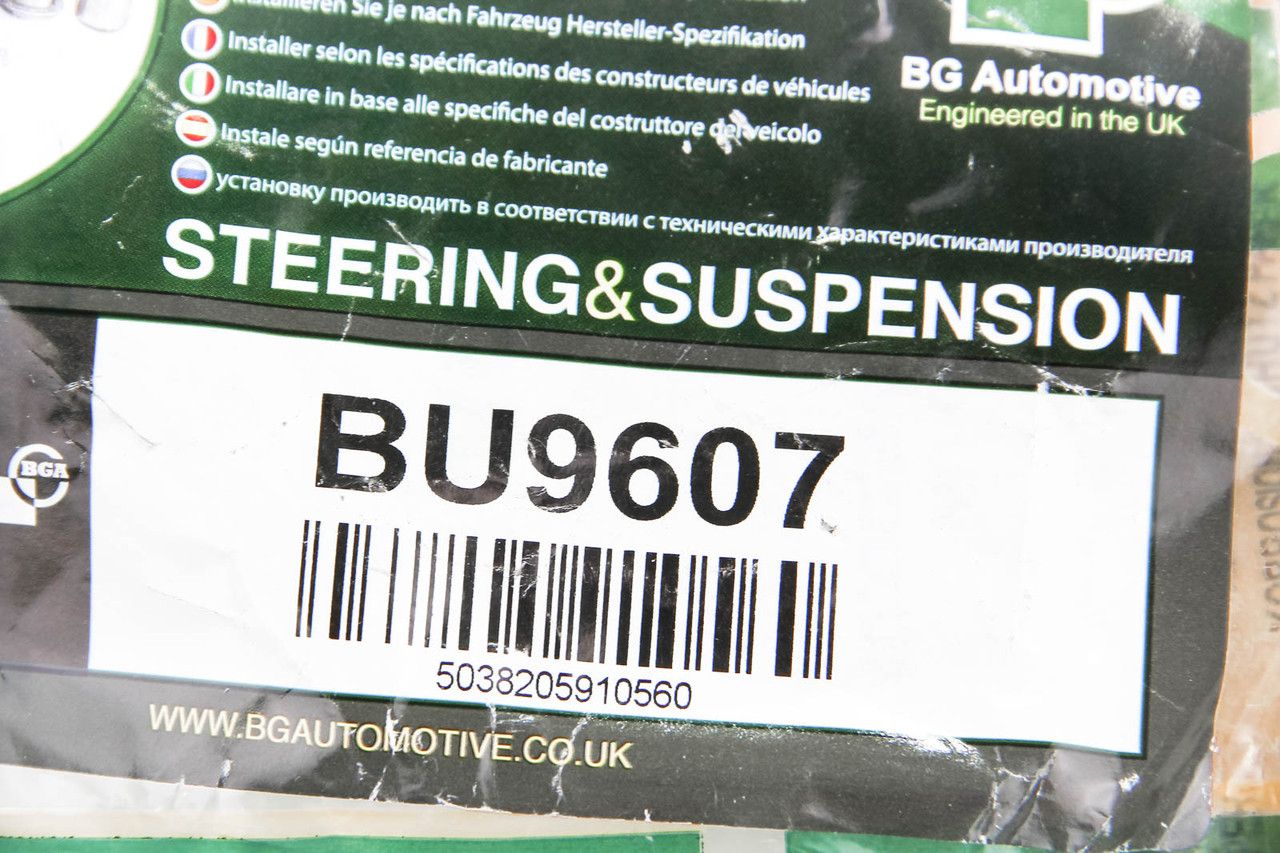 Installieren Sie je nach Fahrzeug Hersteller-Spezifikation
Installer selon les spécifications des constructeurs de véhicules
Installare in base alle specifiche del costruttore del veicolo
Instale según referencia de fabricante
установку производить в соответствии с техническими характеристиками производителя
BG Automotive
Engineered in the UK
STEERING&SUSPENSION
BGA
BU9607
5038205910560
WWW.BGAUTOMOTIVE.CO.UK